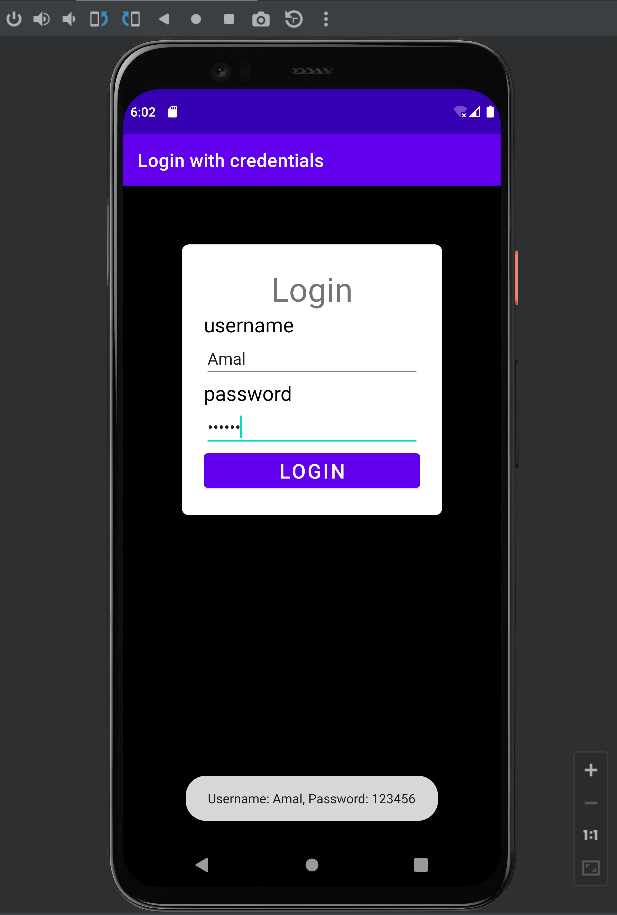 6:02
Login with credentials
Login
username
Amal
password
••••••
LOGIN
Username: Amal, Password: 123456
1:1